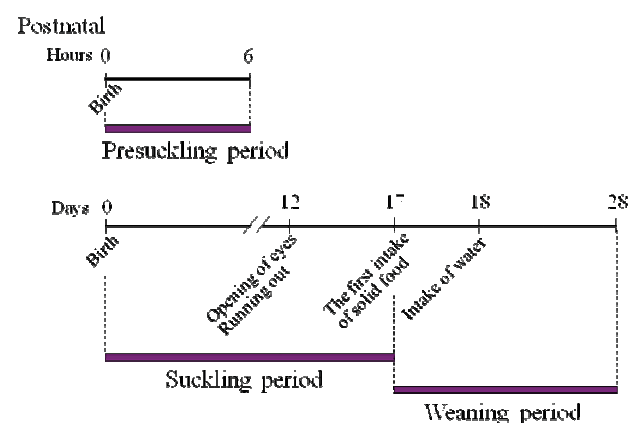 Postnatal
Hours 0 6
Birth
Presuckling period
Days 0 12 17 18 28
Birth
Opening of eyes
Running out
The first intake
of solid food
Intake of water
Suckling period
Weaning period